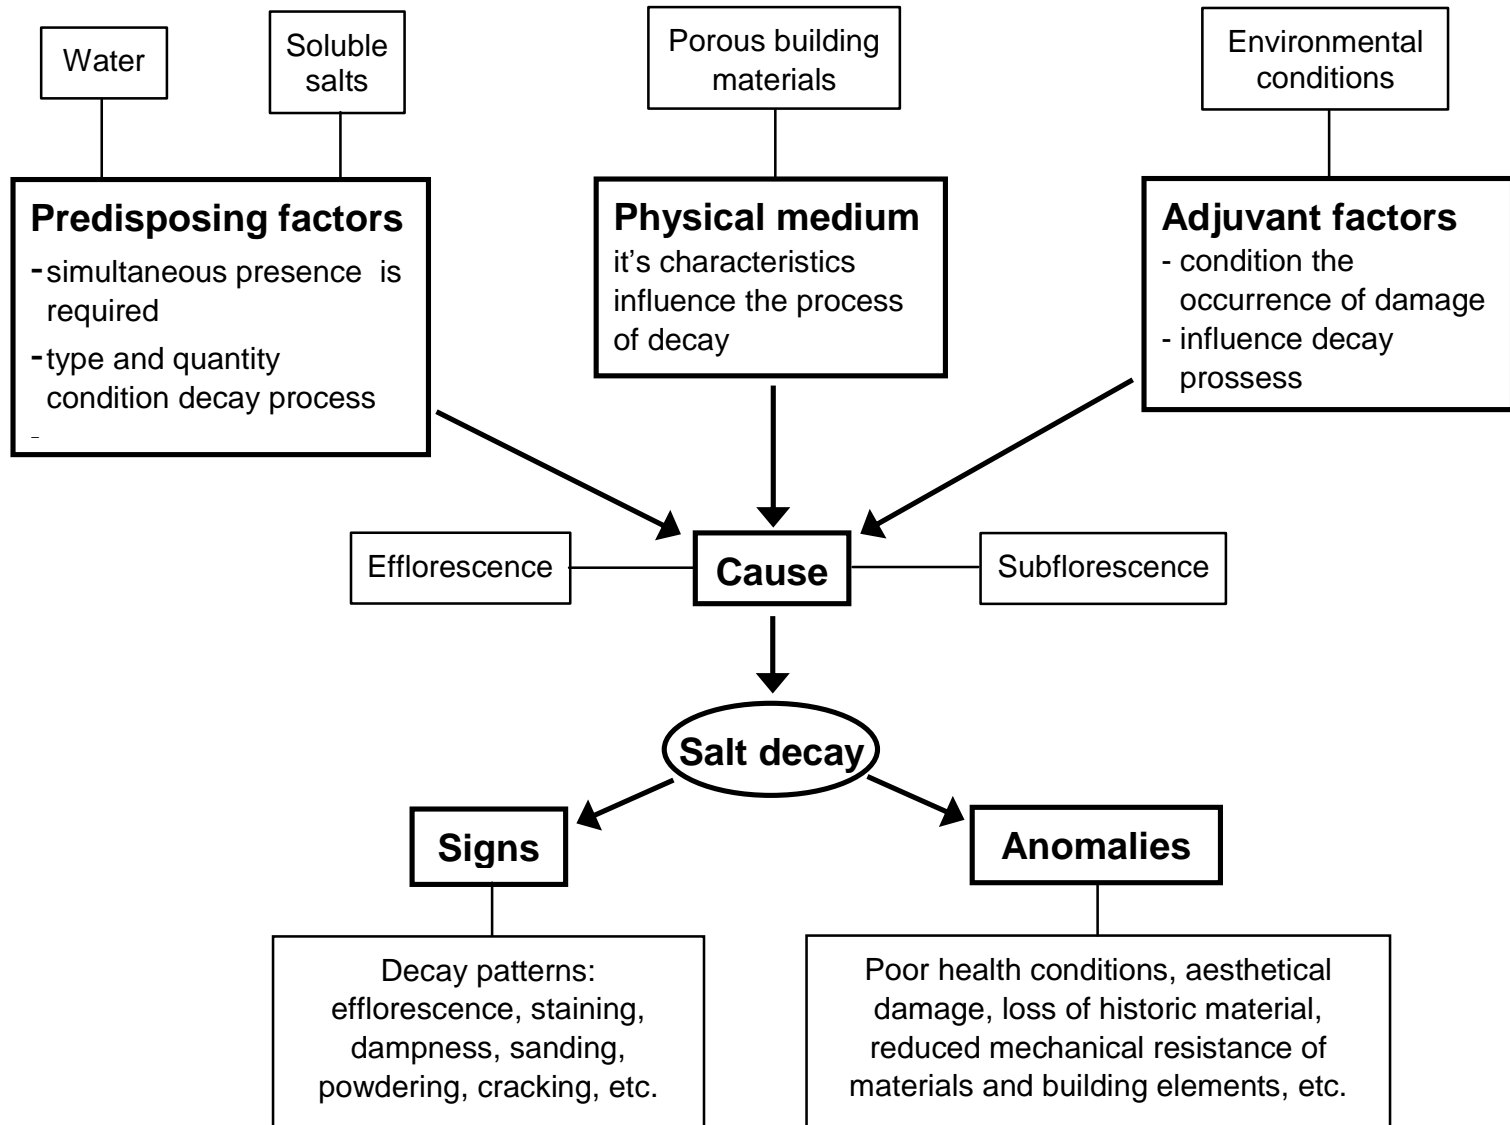 Water
Soluble
salts
Porous building
materials
Environmental
conditions
Predisposing factors
- simultaneous presence is
required
- type and quantity
condition decay process
-
Physical medium
it's characteristics
influence the process
of decay
Adjuvant factors
- condition the
occurrence of damage
- influence decay
prossess
Efflorescence
Cause
Subflorescence
Salt decay
Signs
Anomalies
Decay patterns:
efflorescence, staining,
dampness, sanding,
powdering, cracking, etc.
Poor health conditions, aesthetical
damage, loss of historic material,
reduced mechanical resistance of
materials and building elements, etc.